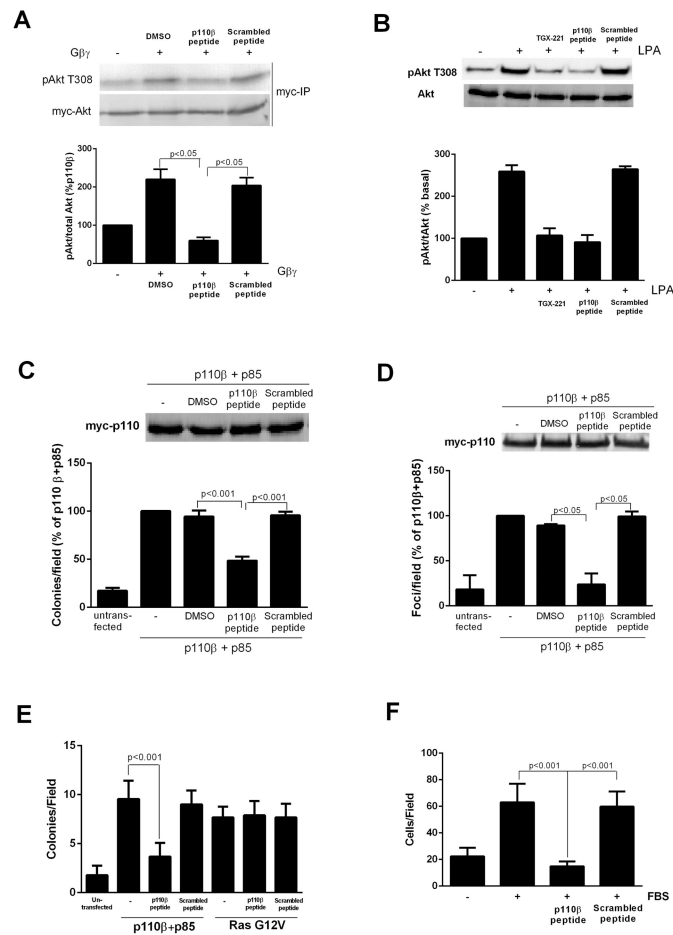 A
DMSO p110β peptide Scrambled peptide
Gβγ - + + +
pAkt T308
myc-Akt
myc-IP
pAkt/total Akt (%p110β)
200
150
100
50
0
p<0.05 p<0.05
- + + + Gβγ
DMSO p110β peptide Scrambled peptide
B
TGX-221 p110β peptide Scrambled peptide
- + + + + LPA
pAkt T308
Akt
pAkt/tAkt (% basal)
300
200
100
0
- + + + + LPA
TGX-221 p110β peptide Scrambled peptide
C
p110β + p85
- DMSO p110β peptide Scrambled peptide
myc-p110
Colonies/field (% of p110 β+p85)
150
100
50
0
p<0.001 p<0.001
untrans-fected - DMSO p110β peptide Scrambled peptide
p110β + p85
D
p110β + p85
- DMSO p110β peptide Scrambled peptide
myc-p110
Foci/field (% of p110β+p85)
150
100
50
0
p<0.05 p<0.05
untrans-fected - DMSO p110β peptide Scrambled peptide
p110β + p85
E
Colonies/Field
15
10
5
0
p<0.001
Un-transfected - p110β peptide Scrambled peptide - p110β peptide Scrambled peptide
p110β+p85 Ras G12V
F
Cells/Field
100
80
60
40
20
0
p<0.001 p<0.001
- + + + FBS
p110β peptide Scrambled peptide